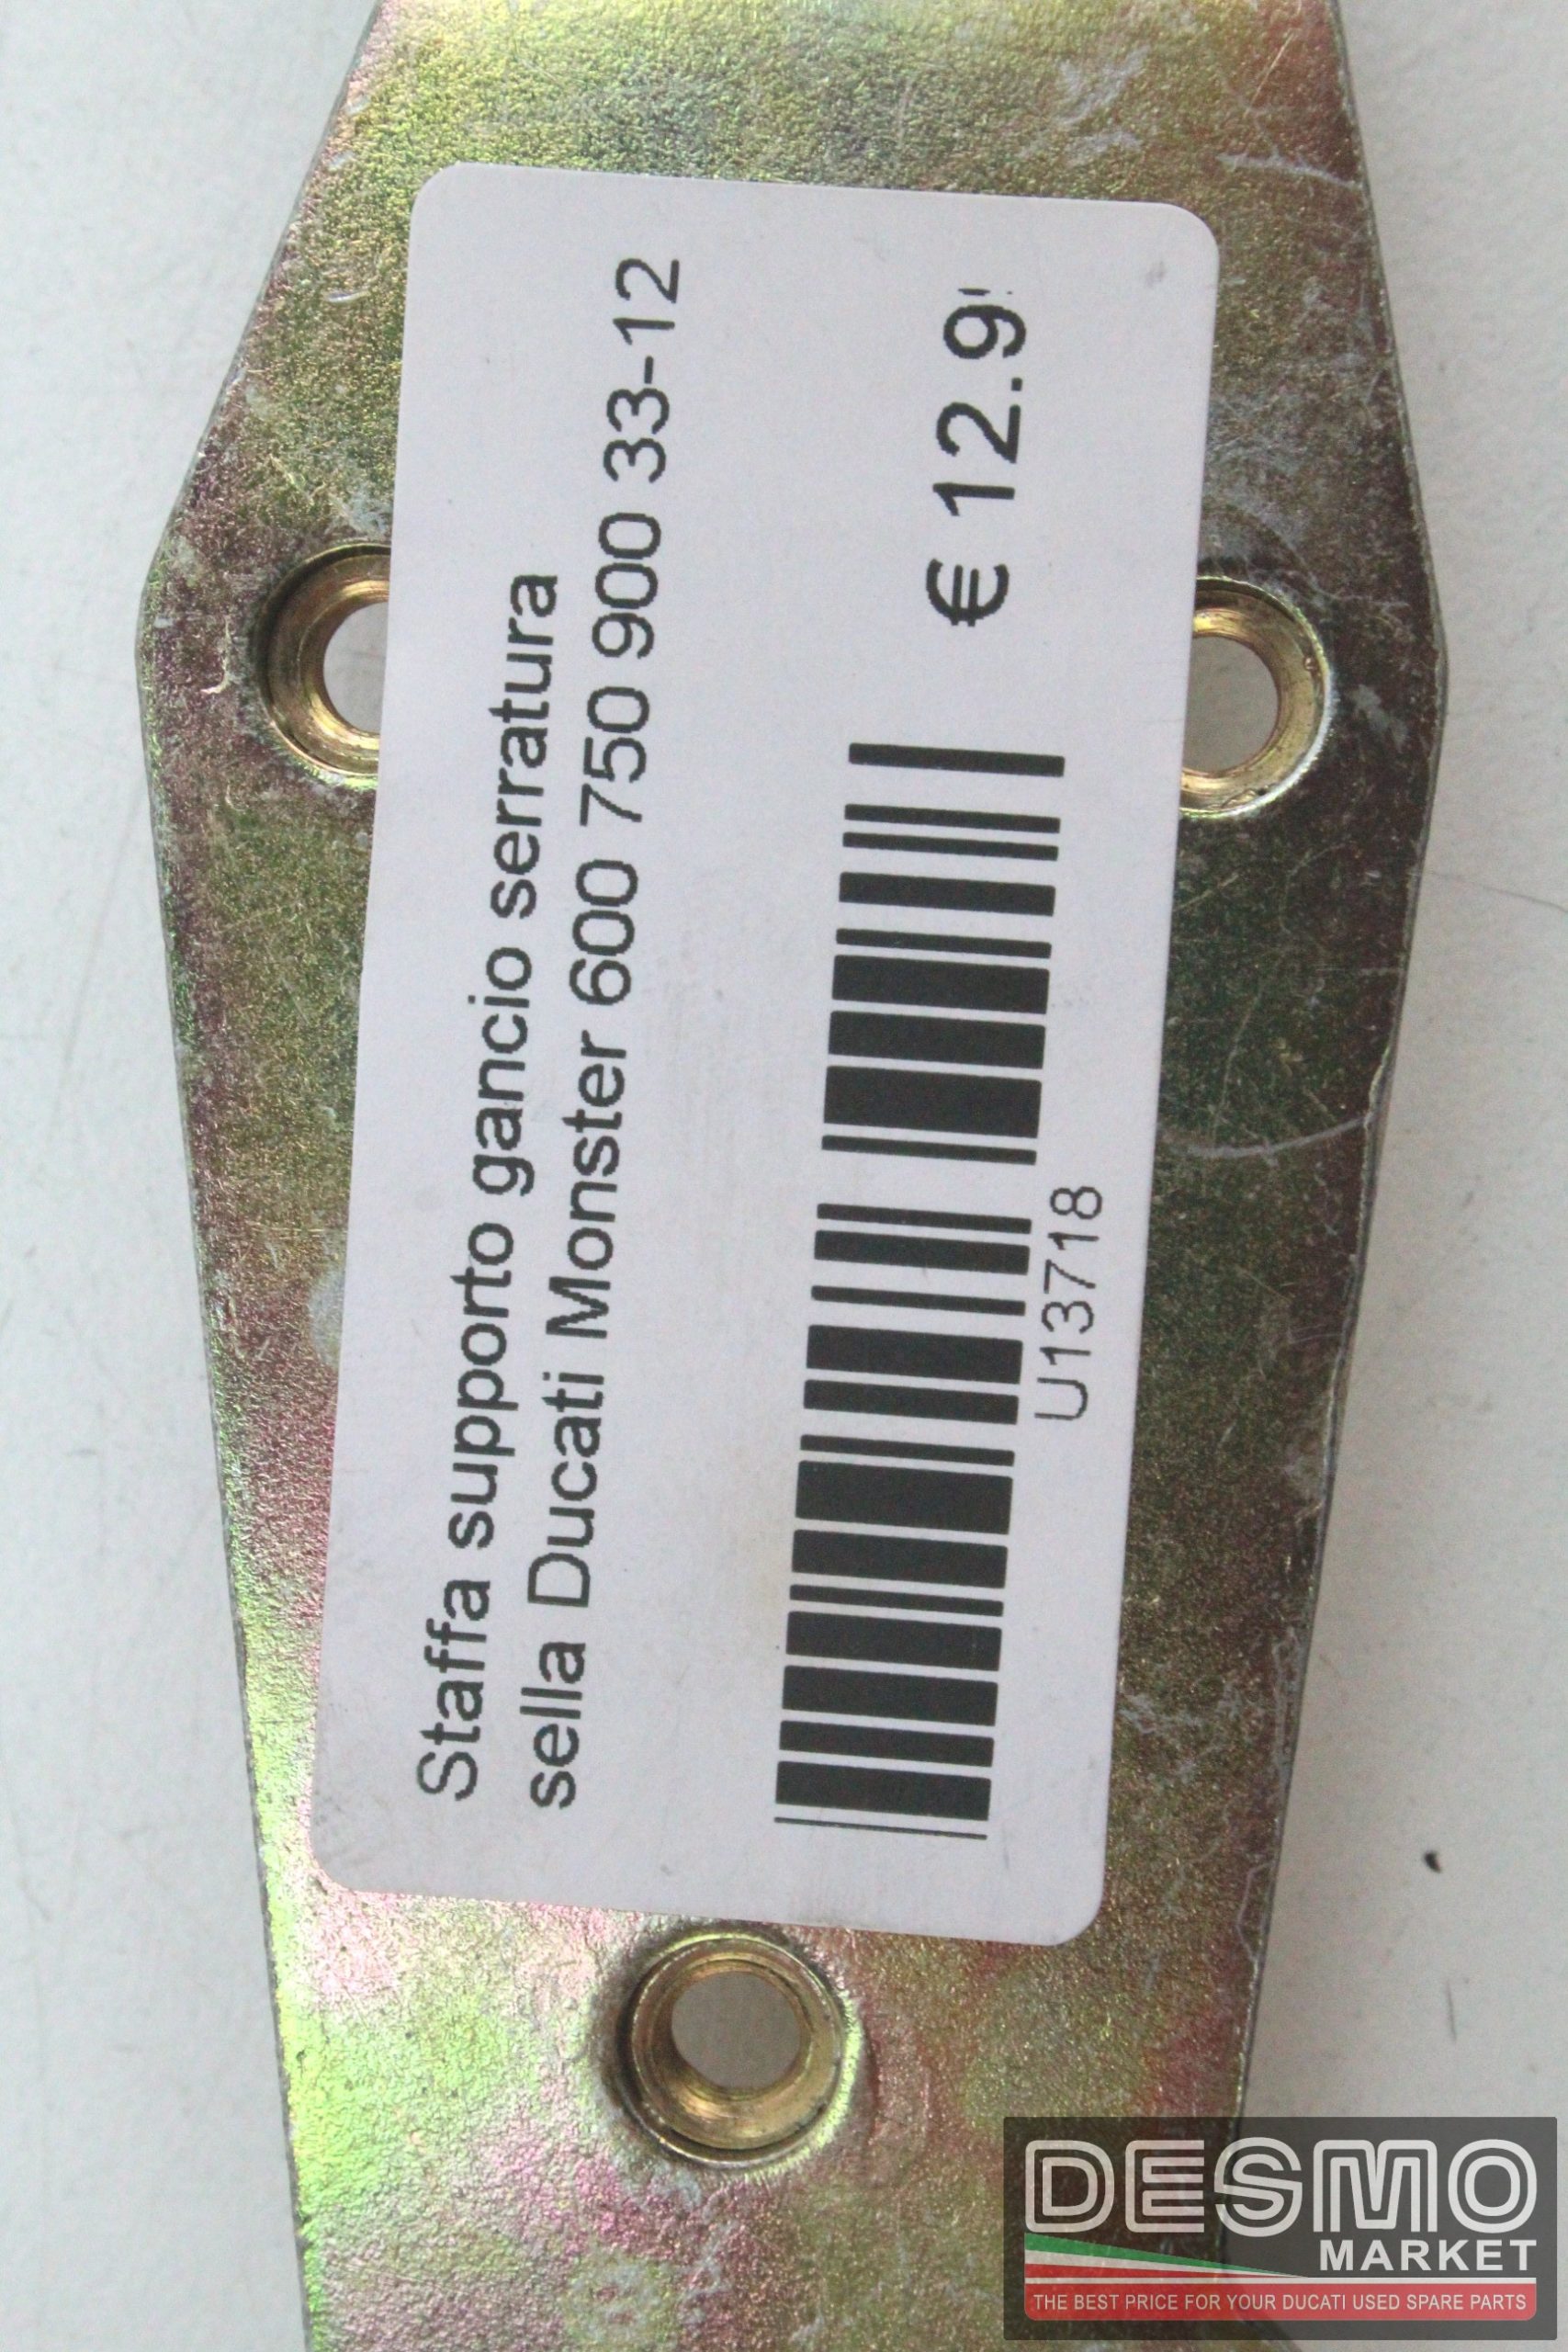 Staffa supporto gancio serratura
sella Ducati Monster 600 750 900 33-12
€ 12.9
U13718
DESMO
MARKET
THE BEST PRICE FOR YOUR DUCATI USED SPARE PARTS